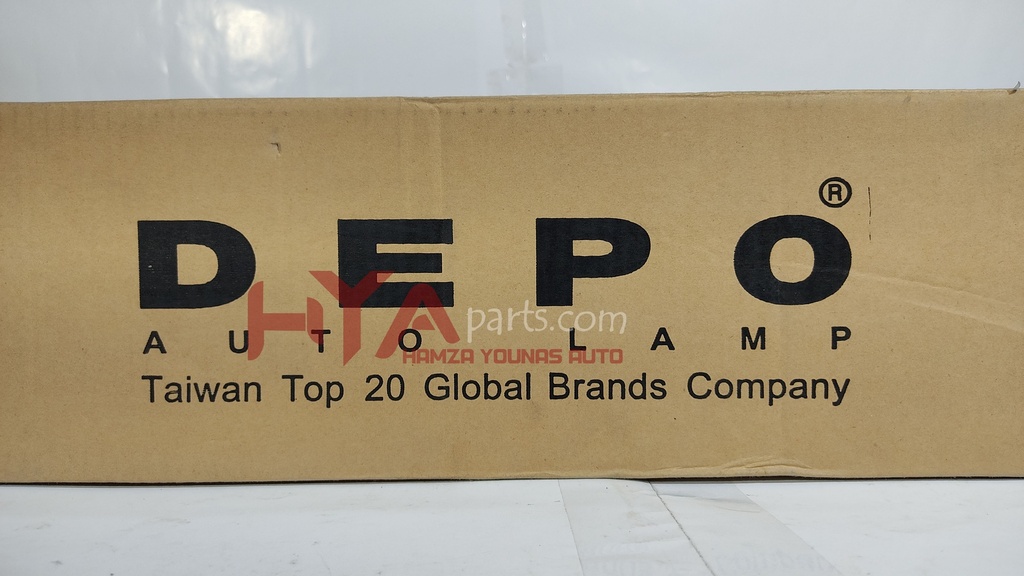 DEPO®
AUTO LAMP
HYAparts.com
HAMZA YOUNAS AUTO
Taiwan Top 20 Global Brands Company